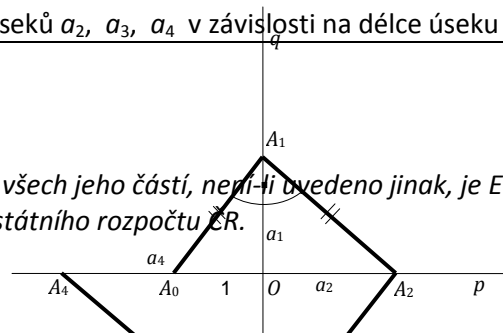 seků a₂, a₃, a₄ v závislosti na délce úseku
q
A₁
všech jeho částí, není-li uvedeno jinak, je E
státního rozpočtu ČR.
a₁
a₄
A₄ A₀ 1 O a₂ A₂ p